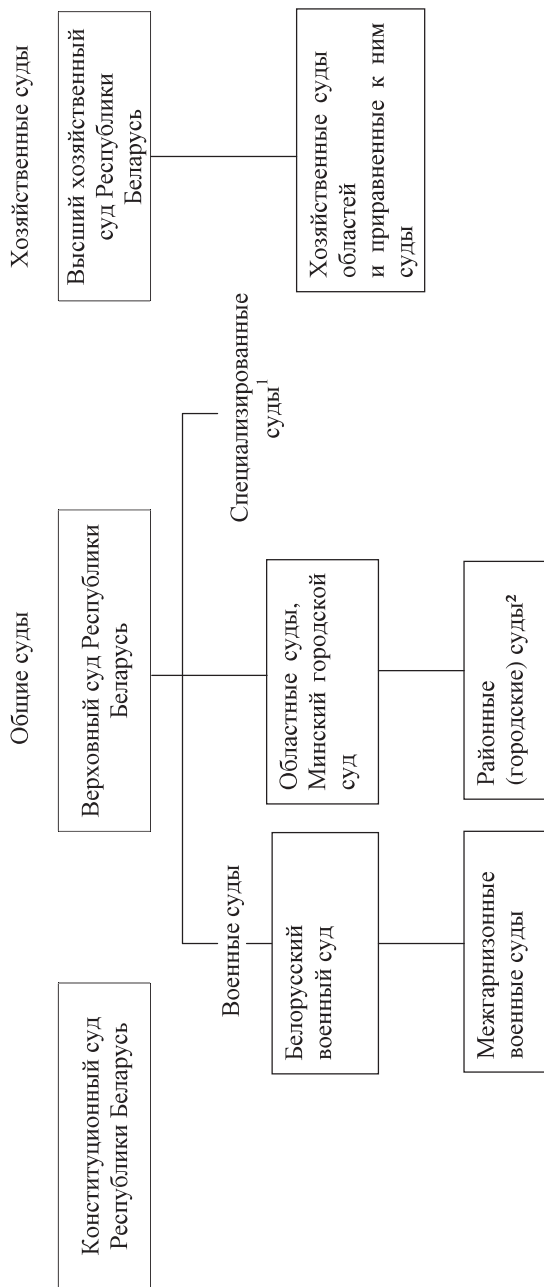 Общие суды
Хозяйственные суды
Конституционный суд
Республики Беларусь
Верховный суд Республики
Беларусь
Высший хозяйственный
суд Республики
Беларусь
Военные суды
Специализированные
суды¹
Белорусский
военный суд
Областные суды,
Минский городской
суд
Хозяйственные суды
областей
и приравненные к ним
суды
Межгарнизонные
военные суды
Районные
(городские) суды²